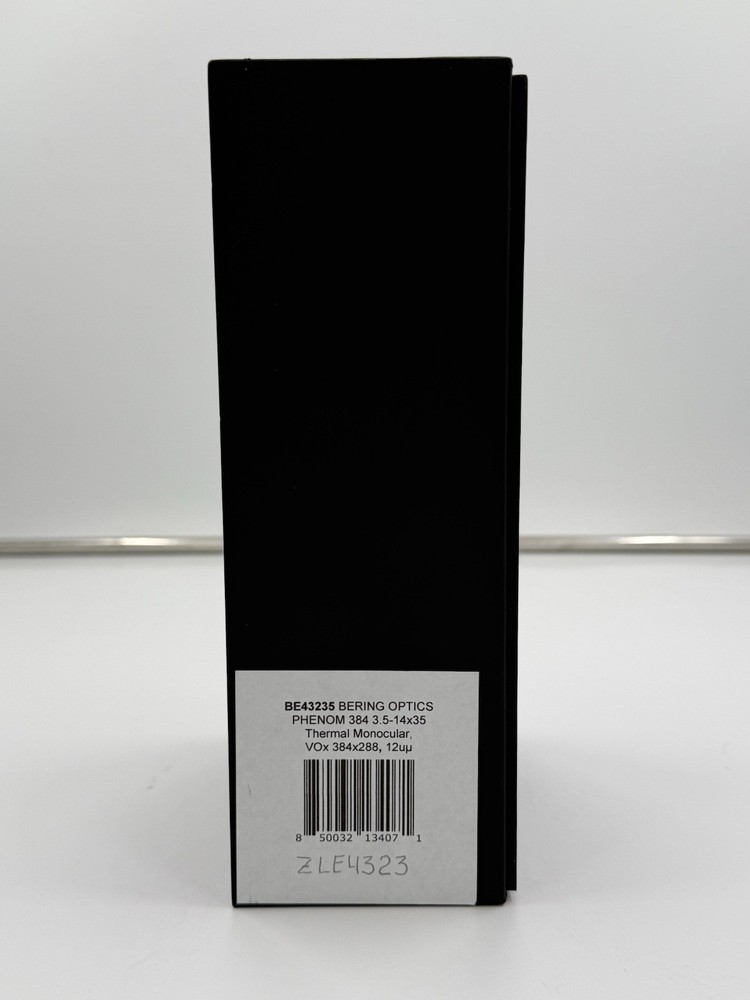 BE43235 BERING OPTICS
PHENOM 384 3.5-14x35
Thermal Monocular,
VOx 384x288, 12uμ
8 50032 13407 1
ZLE4323